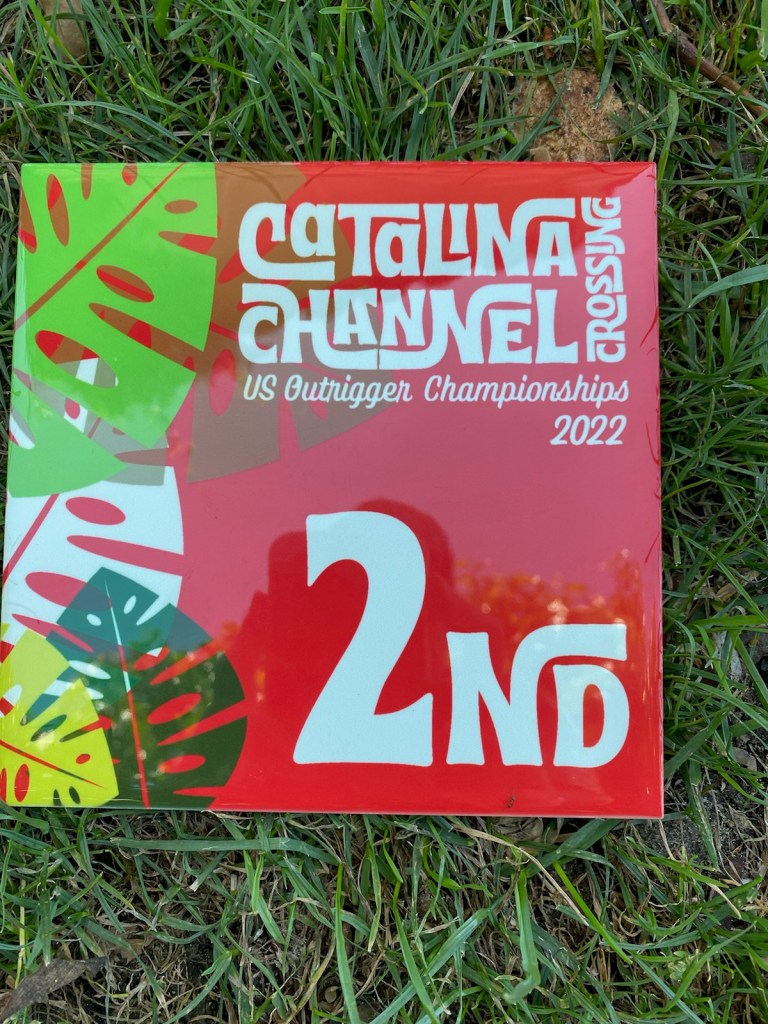 CATALINA
CHANNEL
CROSSING
US Outrigger Championships
2022
2ND